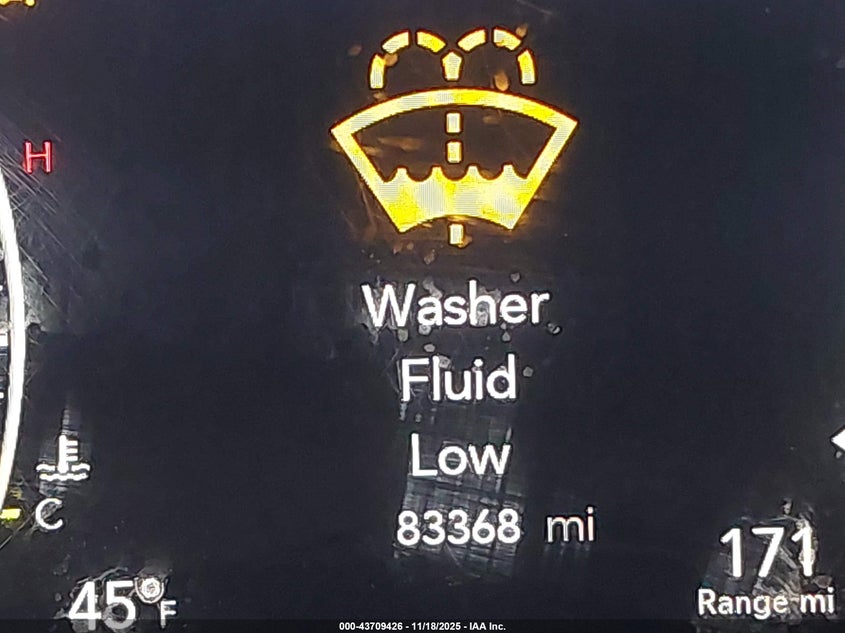 H
Washer
Fluid
Low
83368 mi
C
171
Range mi
45°F
000-43709426 - 11/18/2025 - IAA Inc.